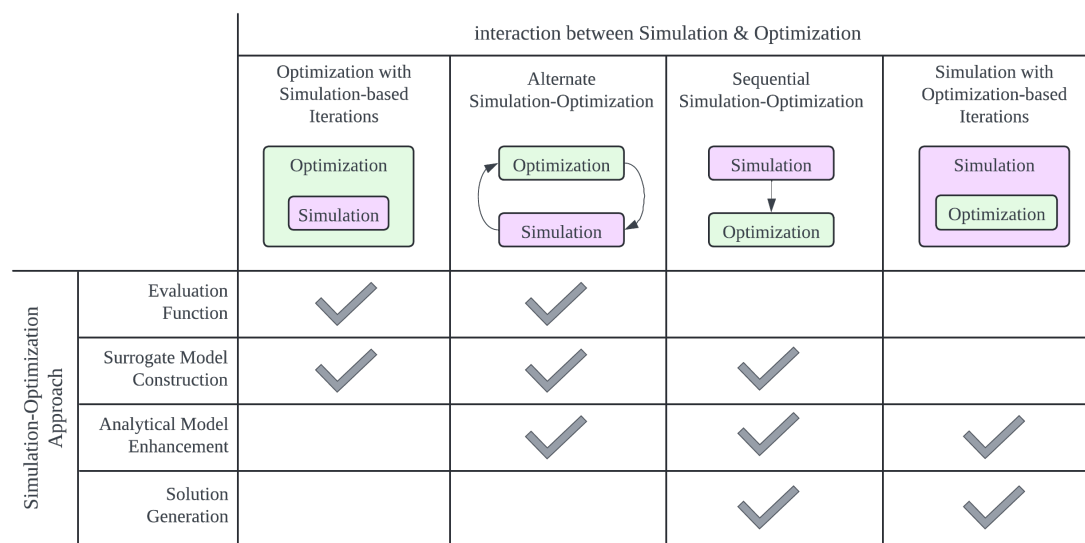 interaction between Simulation & Optimization
Optimization with
Simulation-based
Iterations
Alternate
Simulation-Optimization
Sequential
Simulation-Optimization
Simulation with
Optimization-based
Iterations
Optimization
Simulation
Optimization
Simulation
Simulation
Optimization
Simulation
Optimization
Simulation-Optimization
Approach
Evaluation
Function
Surrogate Model
Construction
Analytical Model
Enhancement
Solution
Generation